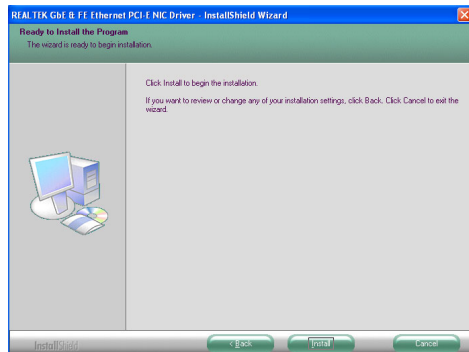 REALTEK GbE & FE Ethernet PCI-E NIC Driver - InstallShield Wizard
Ready to Install the Program
The wizard is ready to begin installation.
Click Install to begin the installation.
If you want to review or change any of your installation settings, click Back. Click Cancel to exit the
wizard.
InstallShield
< Back
Install
Cancel